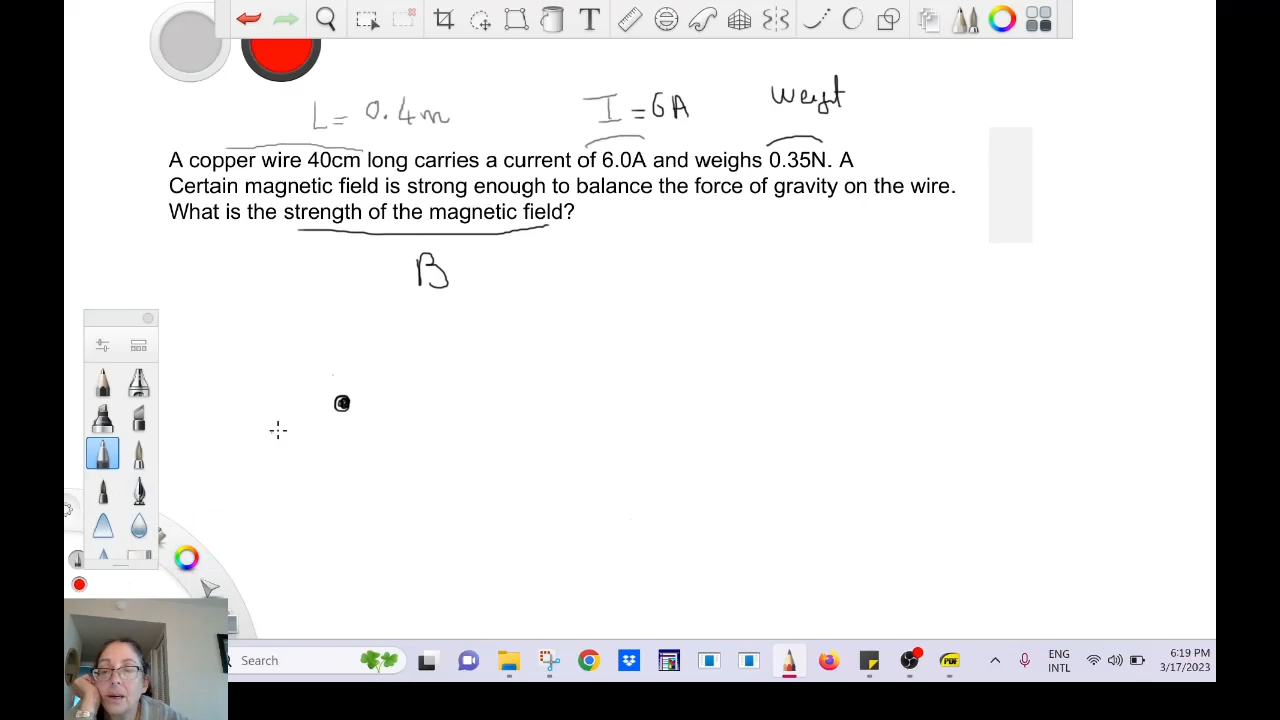 L = 0.4m I = 6A Weight
A copper wire 40cm long carries a current of 6.0A and weighs 0.35N. A
Certain magnetic field is strong enough to balance the force of gravity on the wire.
What is the strength of the magnetic field?
B
T
Search
PDF
ENG
INTL
6:19 PM
3/17/2023